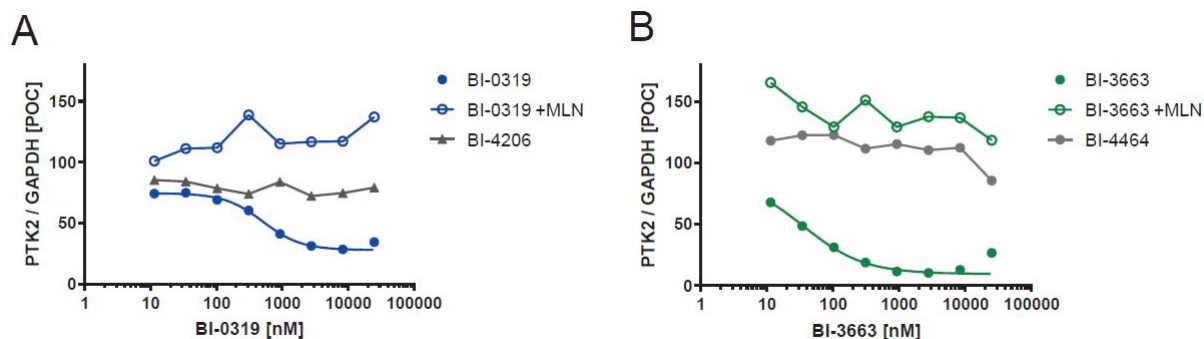 A
PTK2 / GAPDH [POC]
150
100
50
0
1
10
100
1000
10000
100000
BI-0319 [nM]
BI-0319
BI-0319 +MLN
BI-4206
B
PTK2 / GAPDH [POC]
150
100
50
0
1
10
100
1000
10000
100000
BI-3663 [nM]
BI-3663
BI-3663 +MLN
BI-4464